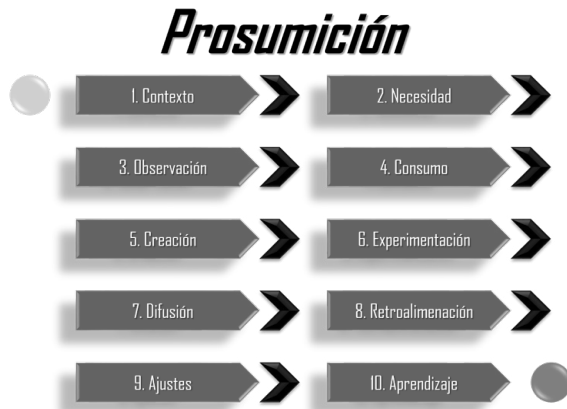 Prosumición
1. Contexto
2. Necesidad
3. Observación
4. Consumo
5. Creación
6. Experimentación
7. Difusión
8. Retroalimenación
9. Ajustes
10. Aprendizaje